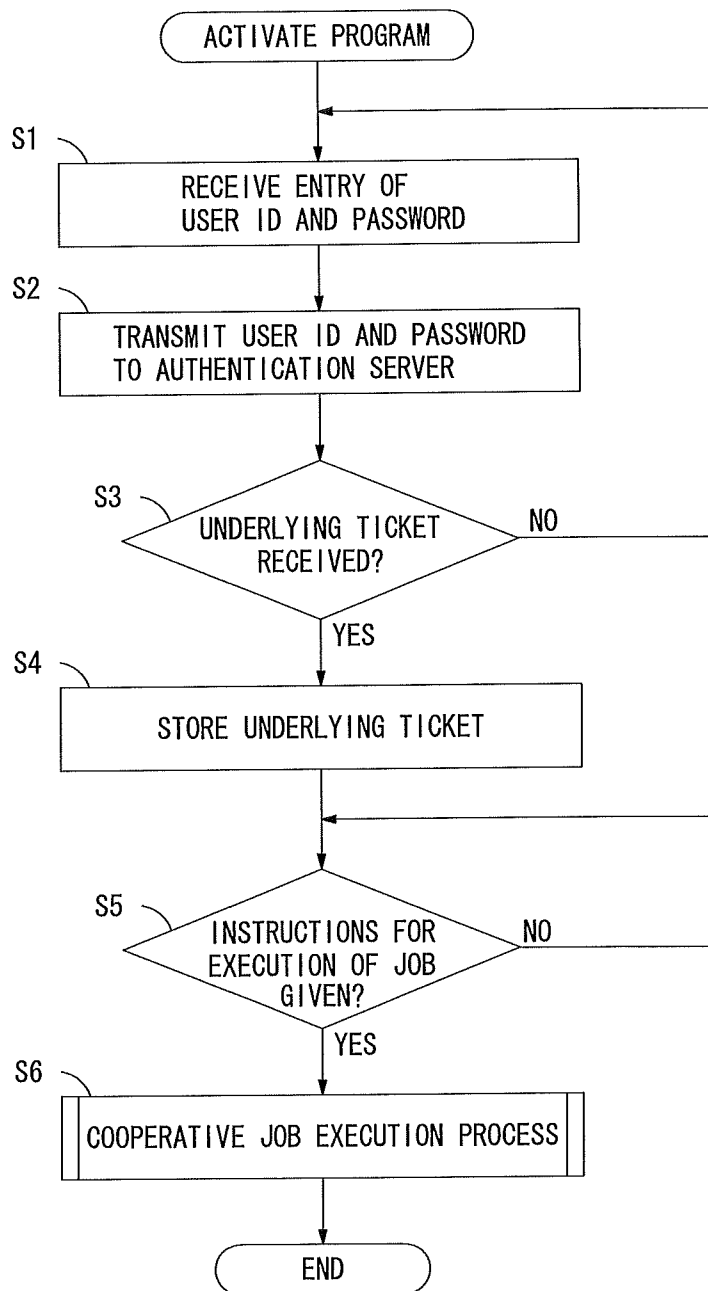 ACTIVATE PROGRAM
S1
RECEIVE ENTRY OF
USER ID AND PASSWORD
S2
TRANSMIT USER ID AND PASSWORD
TO AUTHENTICATION SERVER
S3
UNDERLYING TICKET
RECEIVED?
NO
YES
S4
STORE UNDERLYING TICKET
S5
INSTRUCTIONS FOR
EXECUTION OF JOB
GIVEN?
NO
YES
S6
COOPERATIVE JOB EXECUTION PROCESS
END